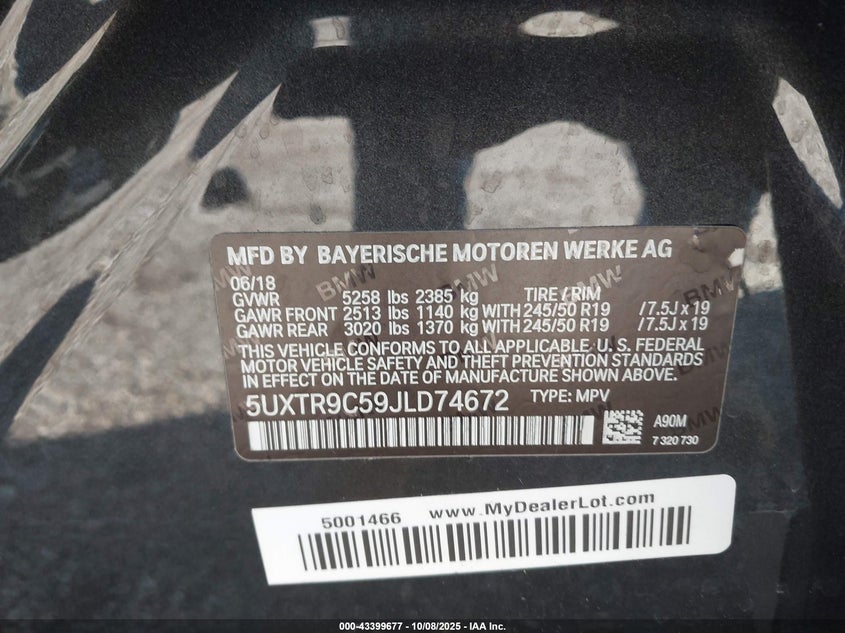 MFD BY BAYERISCHE MOTOREN WERKE AG
06/18
GVWR 5258 lbs 2385 kg TIRE / RIM
GAWR FRONT 2513 lbs 1140 kg WITH 245/50 R19 /7.5J x 19
GAWR REAR 3020 lbs 1370 kg WITH 245/50 R19 /7.5J x 19
THIS VEHICLE CONFORMS TO ALL APPLICABLE U. S. FEDERAL
MOTOR VEHICLE SAFETY AND THEFT PREVENTION STANDARDS
IN EFFECT ON THE DATE OF MANUFACTURE SHOWN ABOVE.
5UXTR9C59JLD74672 TYPE: MPV
A90M
7 320 730
5001466 www.MyDealerLot.com
000-43399677 - 10/08/2025 - IAA Inc.